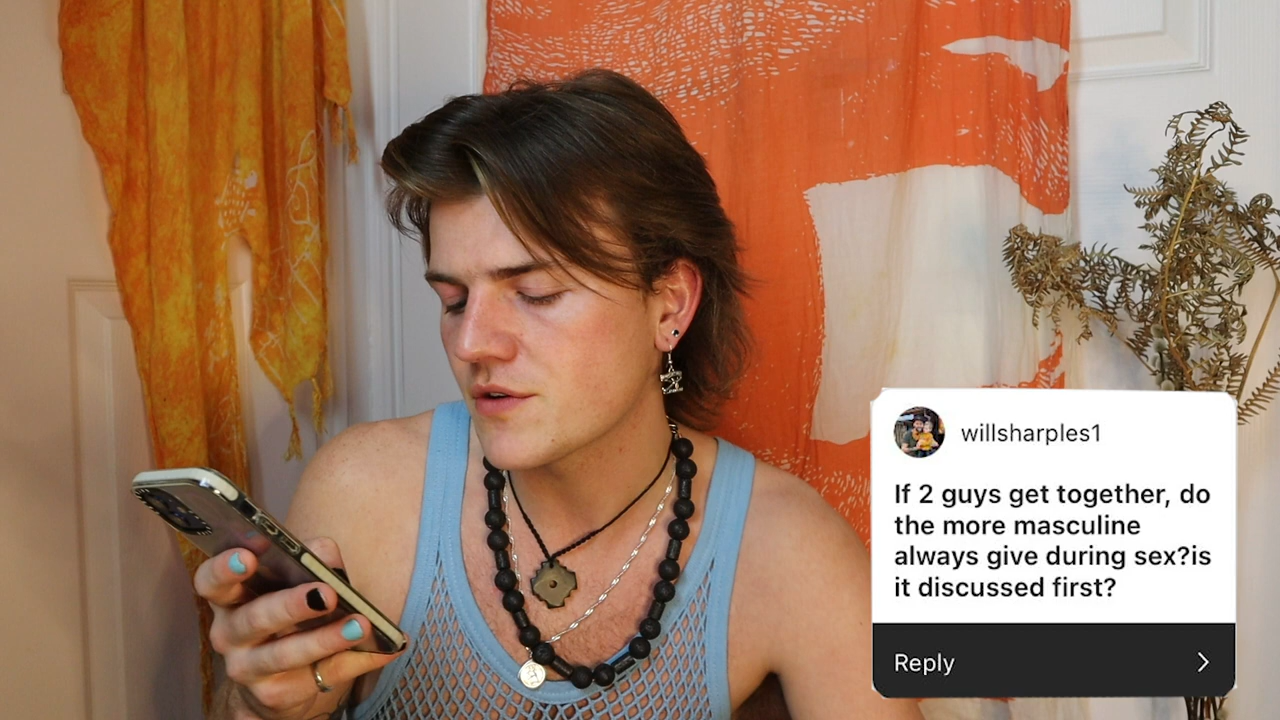 willsharples1
If 2 guys get together, do
the more masculine
always give during sex?is
it discussed first?
Reply